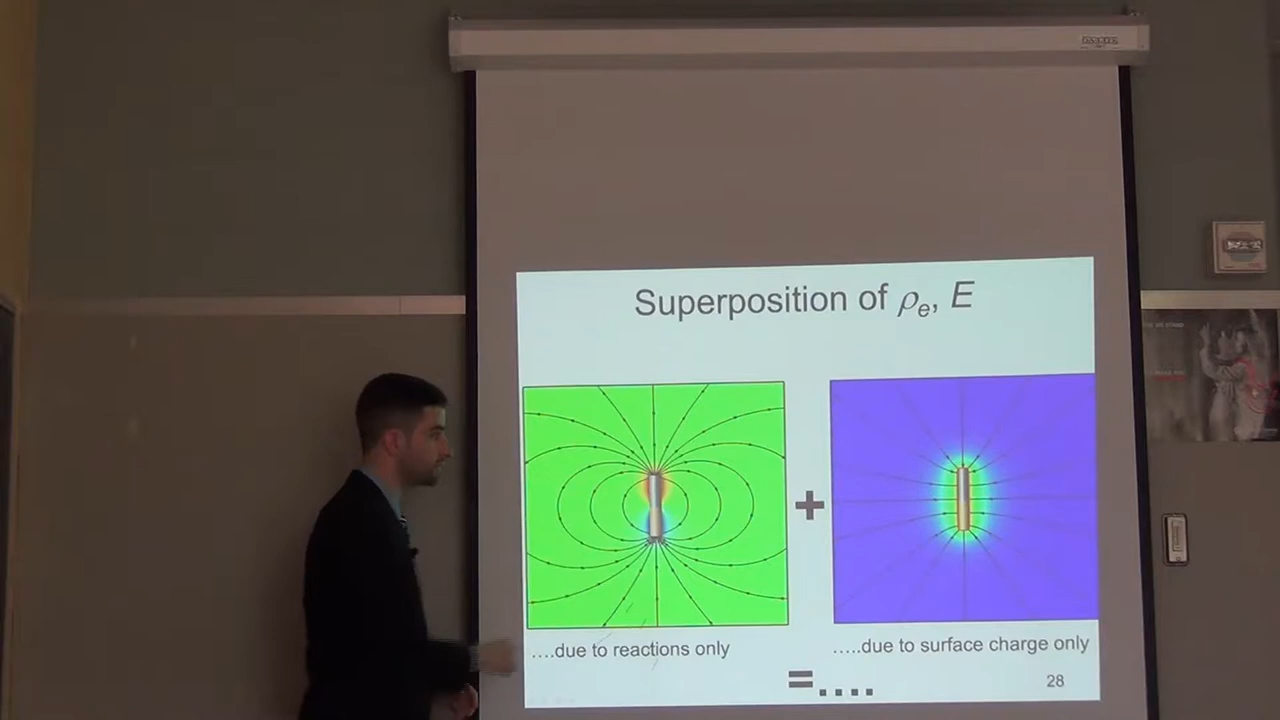 Superposition of ρₑ, E
+
....due to reactions only
.....due to surface charge only
=....
28